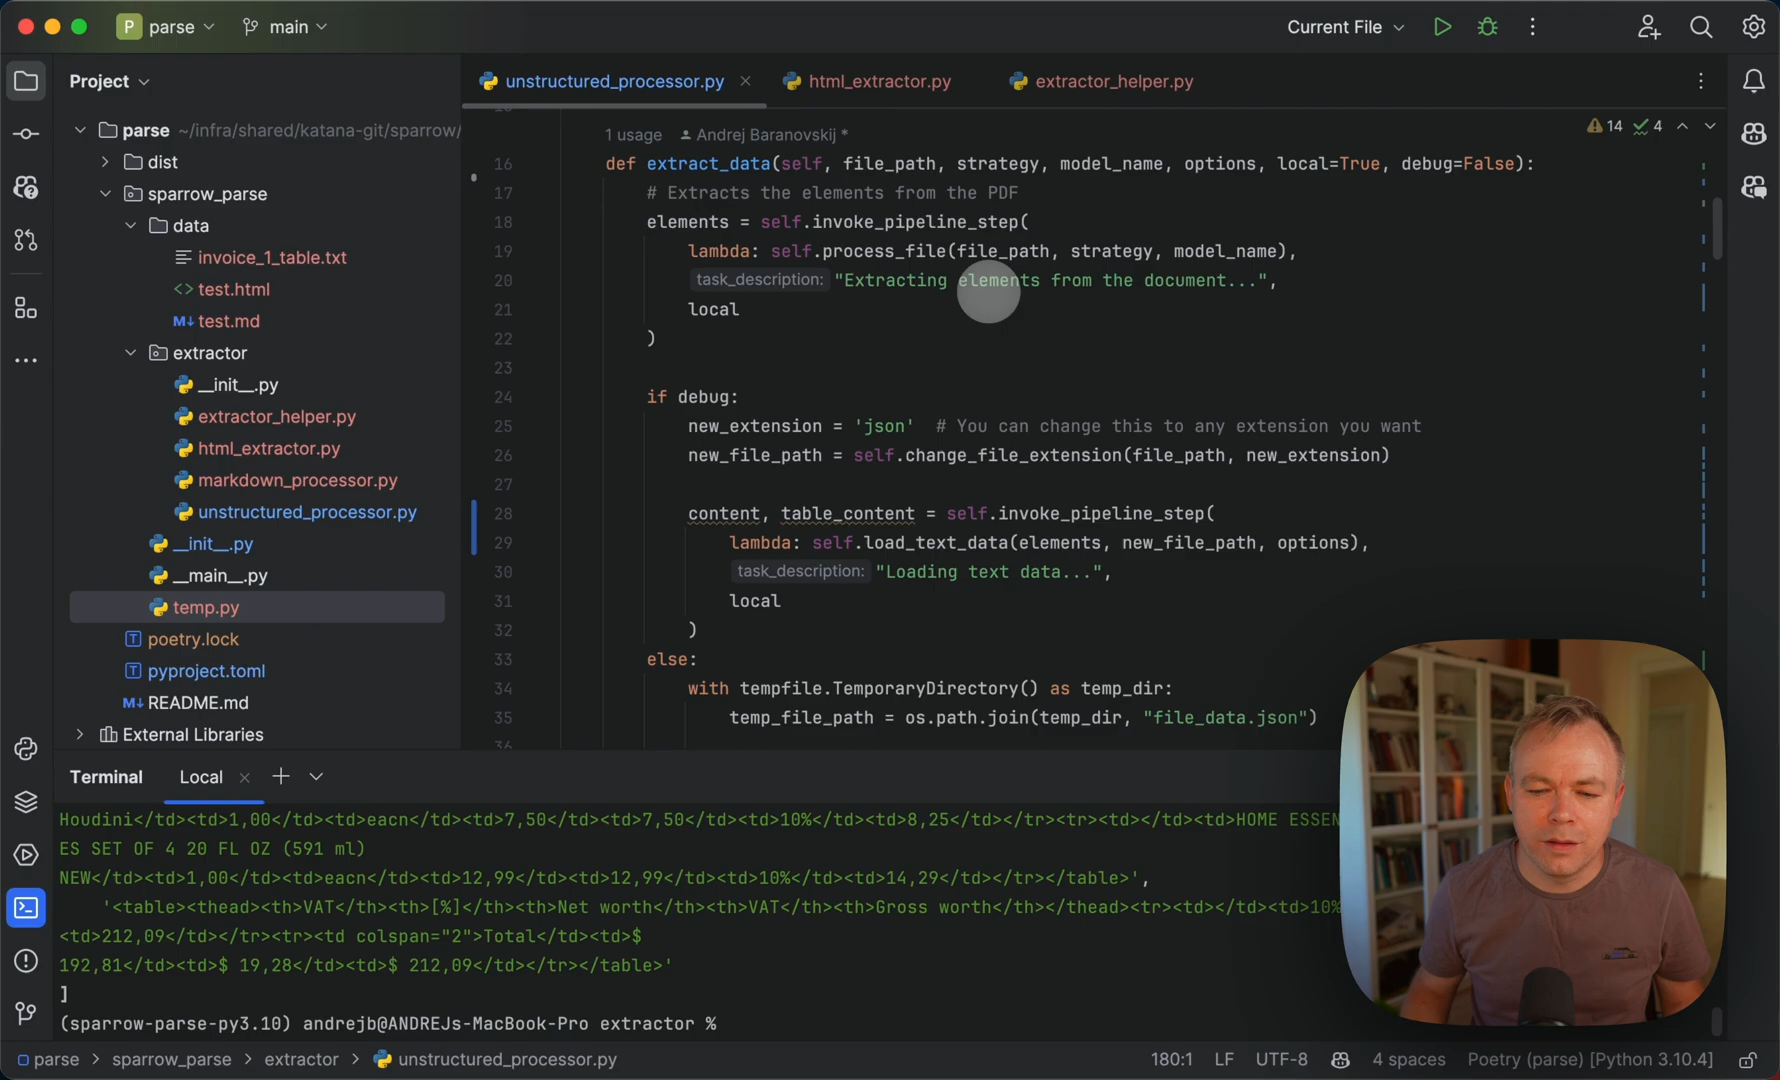 P parse main Current File
Project
parse ~/infra/shared/katana-git/sparrow/
dist
sparrow_parse
data
invoice_1_table.txt
<> test.html
M↓ test.md
extractor
__init__.py
extractor_helper.py
html_extractor.py
markdown_processor.py
unstructured_processor.py
__init__.py
__main__.py
temp.py
T poetry.lock
T pyproject.toml
M↓ README.md
External Libraries
unstructured_processor.py html_extractor.py extractor_helper.py
1 usage Andrej Baranovskij *
14 4
16 def extract_data(self, file_path, strategy, model_name, options, local=True, debug=False):
17 # Extracts the elements from the PDF
18 elements = self.invoke_pipeline_step(
19 lambda: self.process_file(file_path, strategy, model_name),
20 task_description: "Extracting elements from the document...",
21 local
22 )
23
24 if debug:
25 new_extension = 'json' # You can change this to any extension you want
26 new_file_path = self.change_file_extension(file_path, new_extension)
27
28 content, table_content = self.invoke_pipeline_step(
29 lambda: self.load_text_data(elements, new_file_path, options),
30 task_description: "Loading text data...",
31 local
32 )
33 else:
34 with tempfile.TemporaryDirectory() as temp_dir:
35 temp_file_path = os.path.join(temp_dir, "file_data.json")
36
Terminal Local
Houdini</td><td>1,00</td><td>eacn</td><td>7,50</td><td>7,50</td><td>10%</td><td>8,25</td></tr><tr><td></td><td>HOME ESSEN
ES SET OF 4 20 FL OZ (591 ml)
NEW</td><td>1,00</td><td>eacn</td><td>12,99</td><td>12,99</td><td>10%</td><td>14,29</td></tr></table>',
'<table><thead><th>VAT</th><th>[%]</th><th>Net worth</th><th>VAT</th><th>Gross worth</th></thead><tr><td></td><td>10%
<td>212,09</td></tr><tr><td colspan="2">Total</td><td>$
192,81</td><td>$ 19,28</td><td>$ 212,09</td></tr></table>'
]
(sparrow-parse-py3.10) andrejb@ANDREJs-MacBook-Pro extractor %
parse > sparrow_parse > extractor > unstructured_processor.py 180:1 LF UTF-8 4 spaces Poetry (parse) [Python 3.10.4]